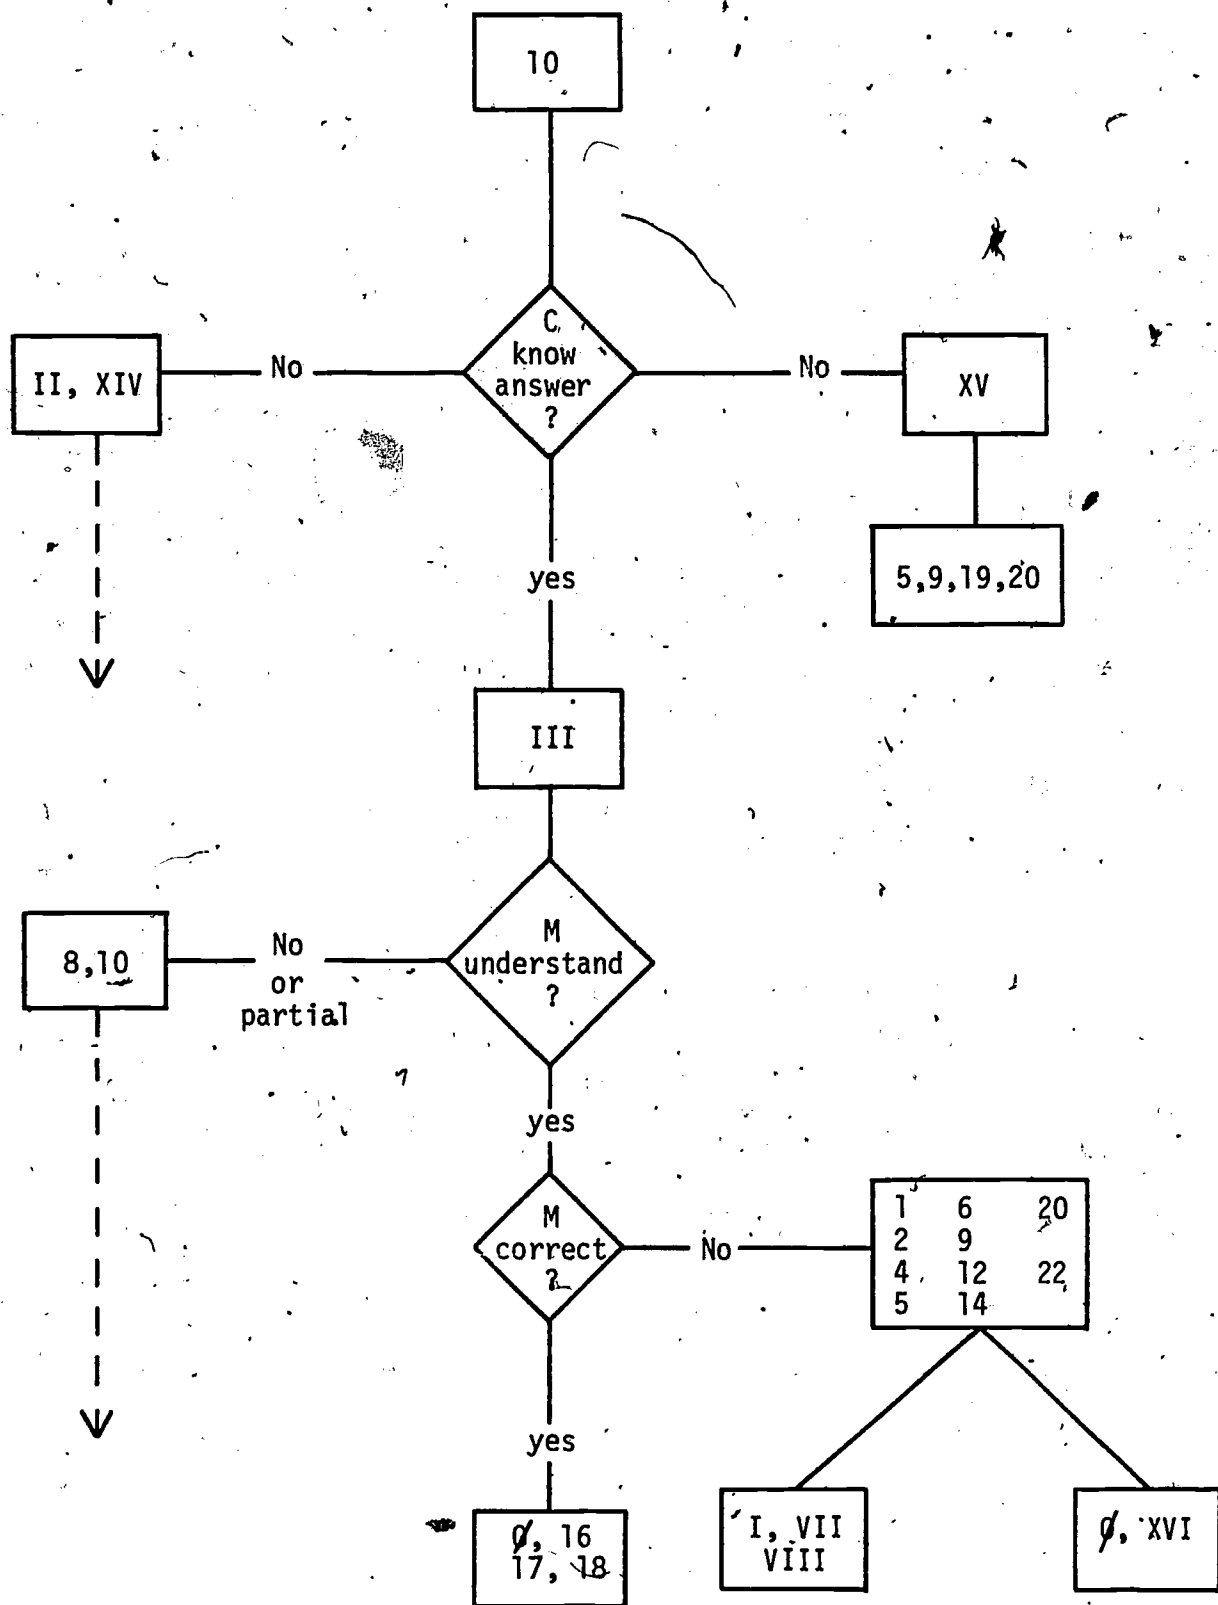 10
C
know
answer
?
No
No
II, XIV
XV
5,9,19,20
yes
III
M
understand
?
No
or
partial
8,10
yes
M
correct
?
No
1 6 20
2 9
4 12 22
5 14
yes
Ø, 16
17, 18
I, VII
VIII
Ø, XVI